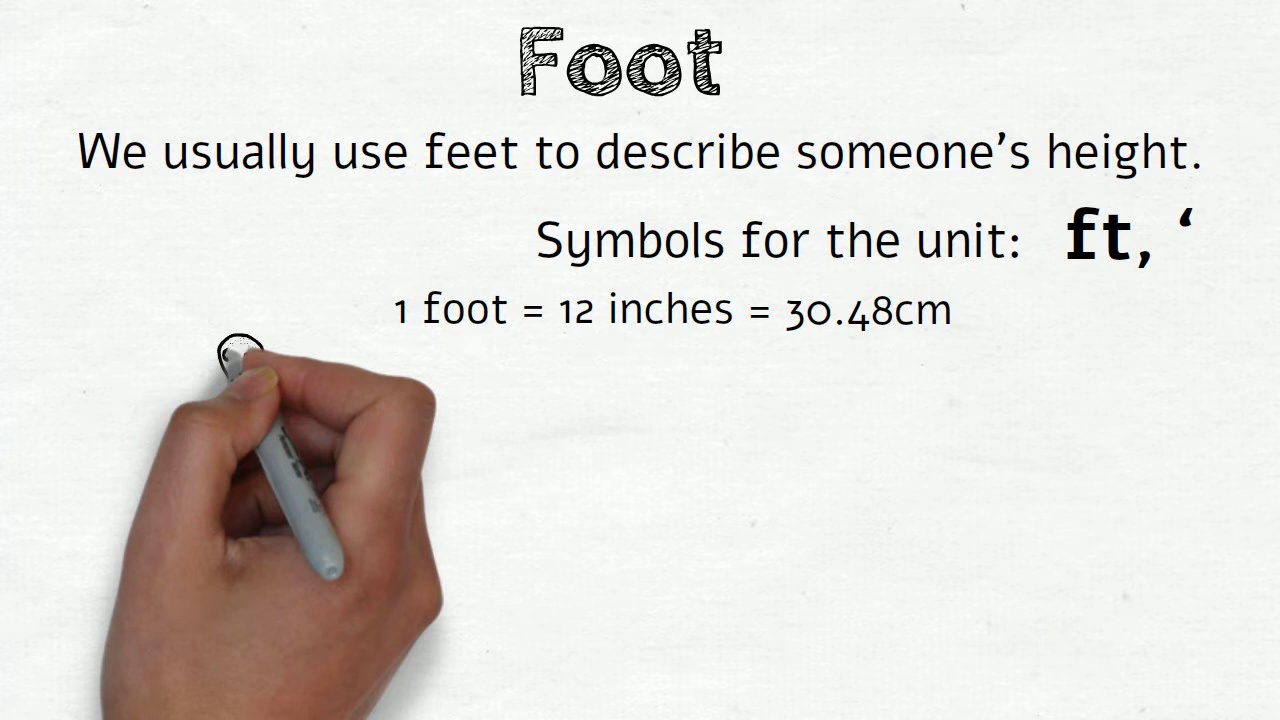 Foot
We usually use feet to describe someone’s height.
Symbols for the unit: ft, ‘
1 foot = 12 inches = 30.48cm